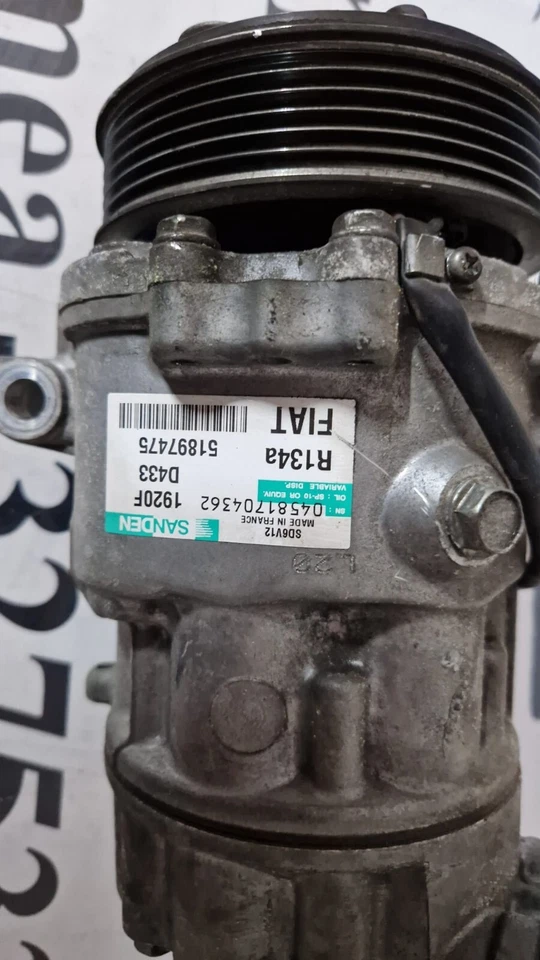 SANDEN
SD6V12
MADE IN FRANCE
SN: 04581704362
1920F
OIL : SP-10 OR EQUIV.
VARIABLE DISP.
D433
R134a
51897475
FIAT
L20